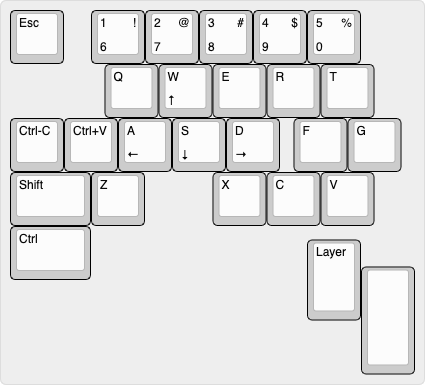 Esc 1 ! 2 @ 3 # 4 $ 5 %
6 7 8 9 0
Q W E R T
↑
Ctrl-C Ctrl+V A S D F G
← ↓ →
Shift Z X C V
Ctrl
Layer